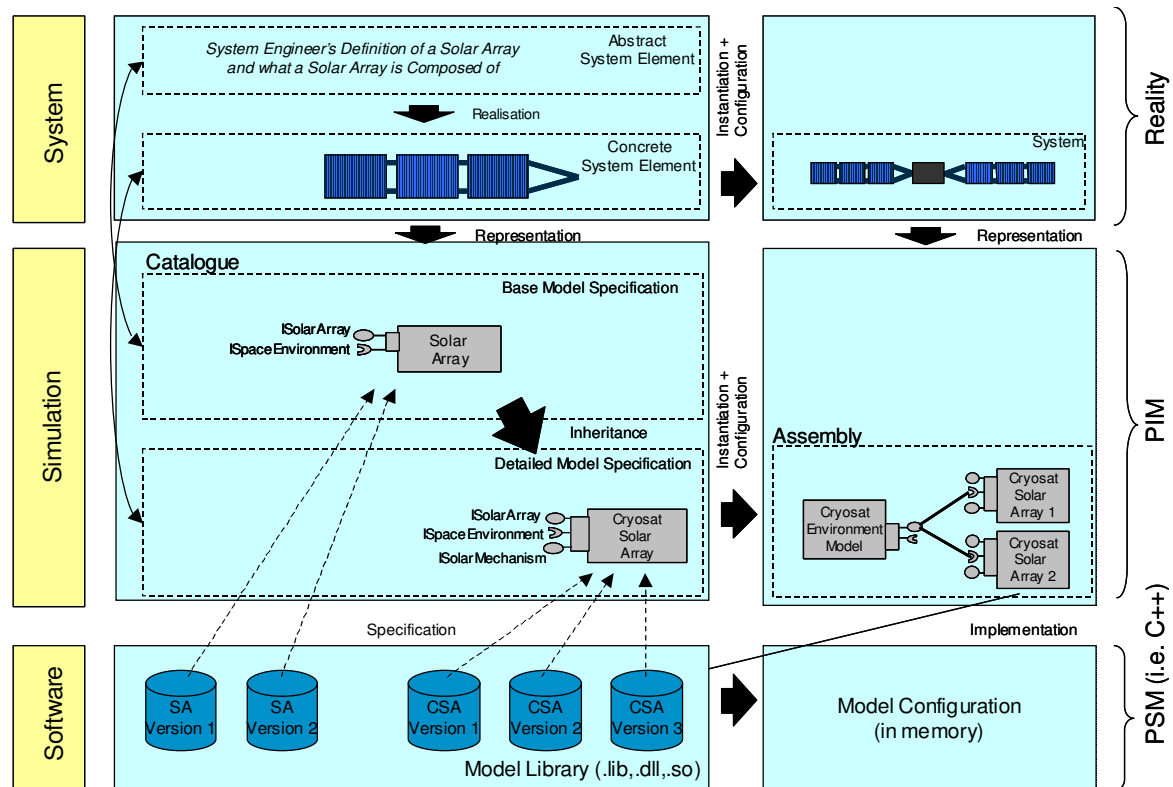 System
System Engineer's Definition of a Solar Array
and what a Solar Array is Composed of
Abstract
System Element
Realisation
Concrete
System Element
Instantiation +
Configuration
System
Reality
Representation
Representation
Simulation
Catalogue
Base Model Specification
ISolarArray
ISpaceEnvironment
Solar
Array
Inheritance
Detailed Model Specification
ISolarArray
ISpaceEnvironment
ISolarMechanism
Cryosat
Solar
Array
Instantiation +
Configuration
Assembly
Cryosat
Environment
Model
Cryosat
Solar
Array 1
Cryosat
Solar
Array 2
PIM
Specification
Implementation
Software
SA
Version 1
SA
Version 2
CSA
Version 1
CSA
Version 2
CSA
Version 3
Model Library (.lib,.dll,.so)
Model Configuration
(in memory)
PSM (i.e. C++)